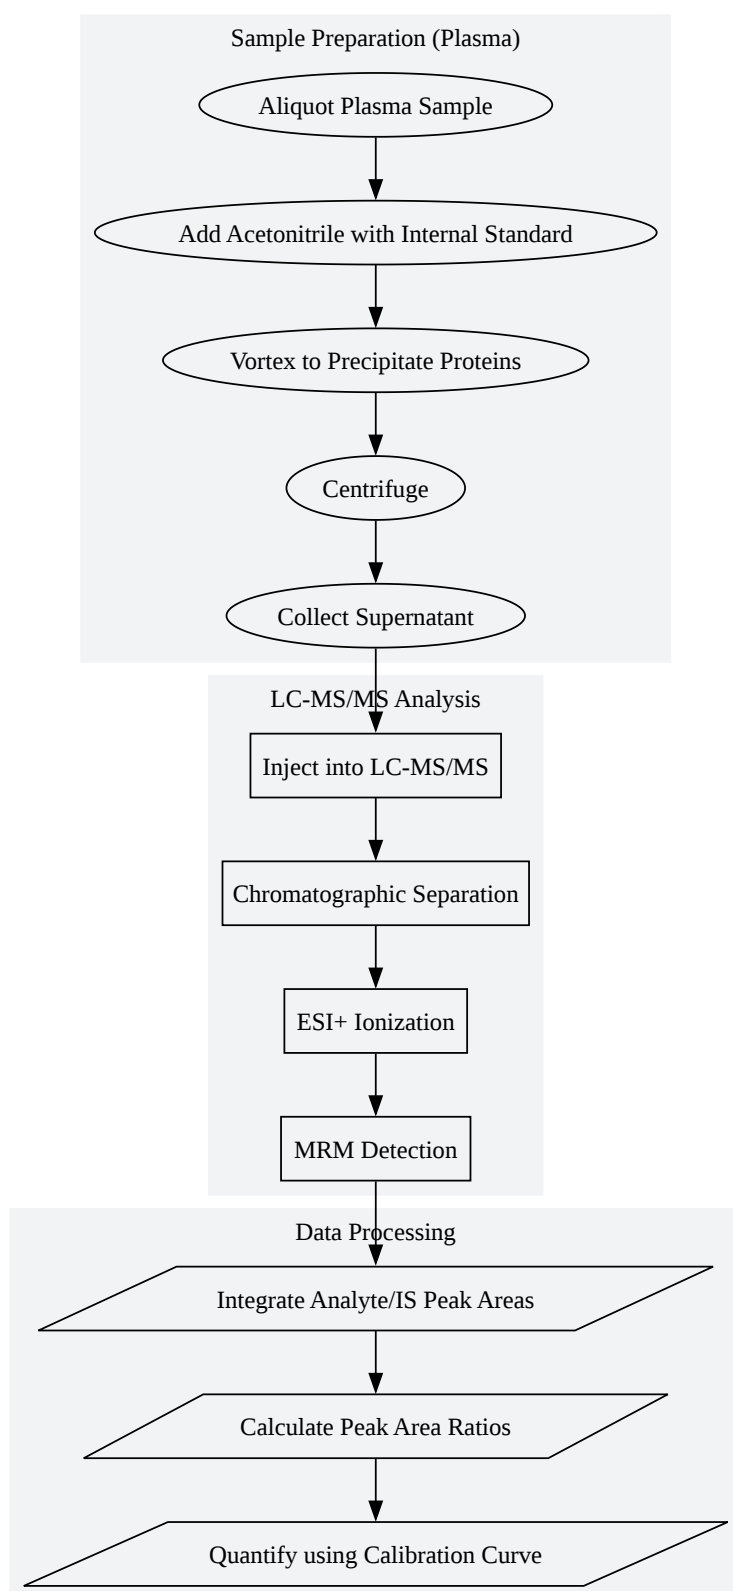 Sample Preparation (Plasma)
Aliquot Plasma Sample
Add Acetonitrile with Internal Standard
Vortex to Precipitate Proteins
Centrifuge
Collect Supernatant
LC-MS/MS Analysis
Inject into LC-MS/MS
Chromatographic Separation
ESI+ Ionization
MRM Detection
Data Processing
Integrate Analyte/IS Peak Areas
Calculate Peak Area Ratios
Quantify using Calibration Curve